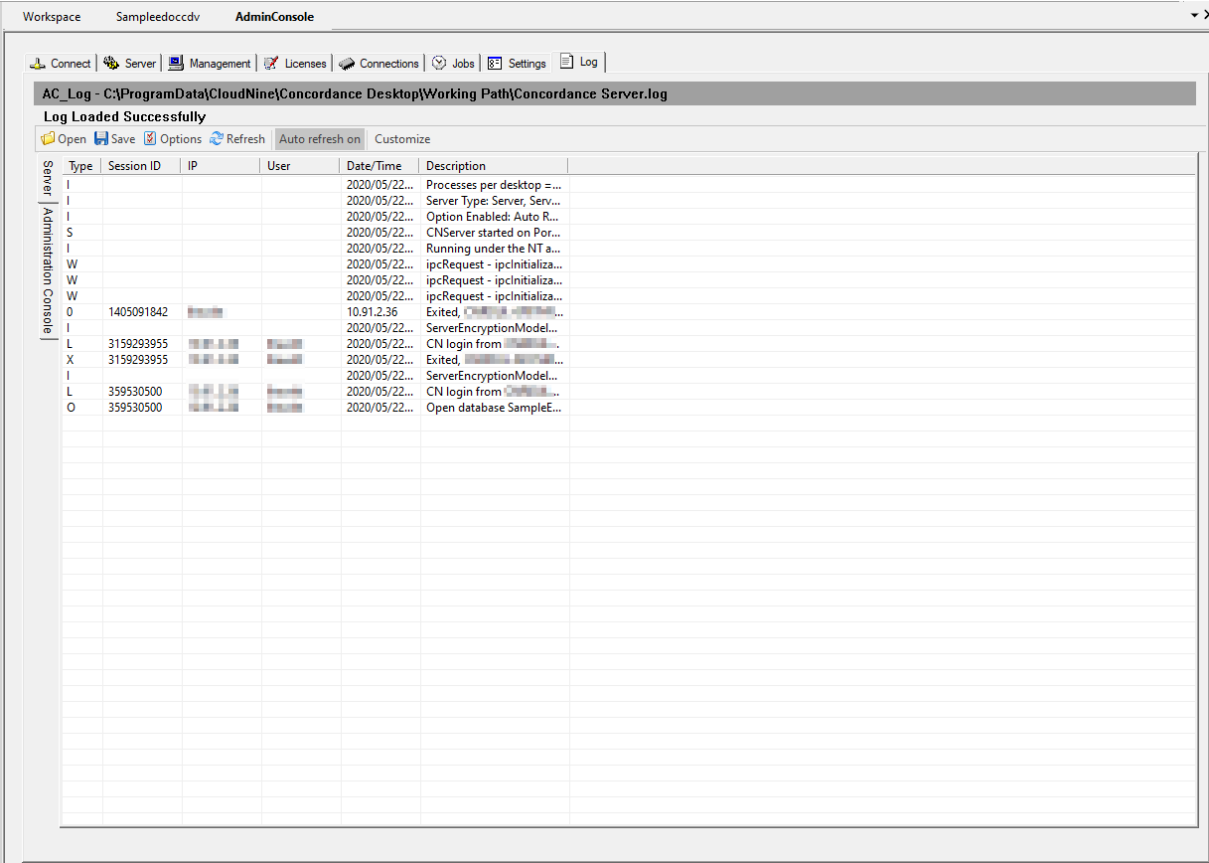 Workspace Sampleedoccdv AdminConsole
Connect Server Management Licenses Connections Jobs Settings Log
AC_Log - C:\ProgramData\CloudNine\Concordance Desktop\Working Path\Concordance Server.log
Log Loaded Successfully
Open Save Options Refresh Auto refresh on Customize
Server
Administration Console
Type Session ID IP User Date/Time Description
I 2020/05/22... Processes per desktop =...
I 2020/05/22... Server Type: Server, Serv...
I 2020/05/22... Option Enabled: Auto R...
S 2020/05/22... CNServer started on Por...
I 2020/05/22... Running under the NT a...
W 2020/05/22... ipcRequest - ipcInitializa...
W 2020/05/22... ipcRequest - ipcInitializa...
W 2020/05/22... ipcRequest - ipcInitializa...
0 1405091842 10.91.2.36 Exited, ...
I 2020/05/22... ServerEncryptionModel...
L 3159293955 2020/05/22... CN login from
X 3159293955 2020/05/22... Exited, ...
I 2020/05/22... ServerEncryptionModel...
L 359530500 2020/05/22... CN login from ...
O 359530500 2020/05/22... Open database SampleE...